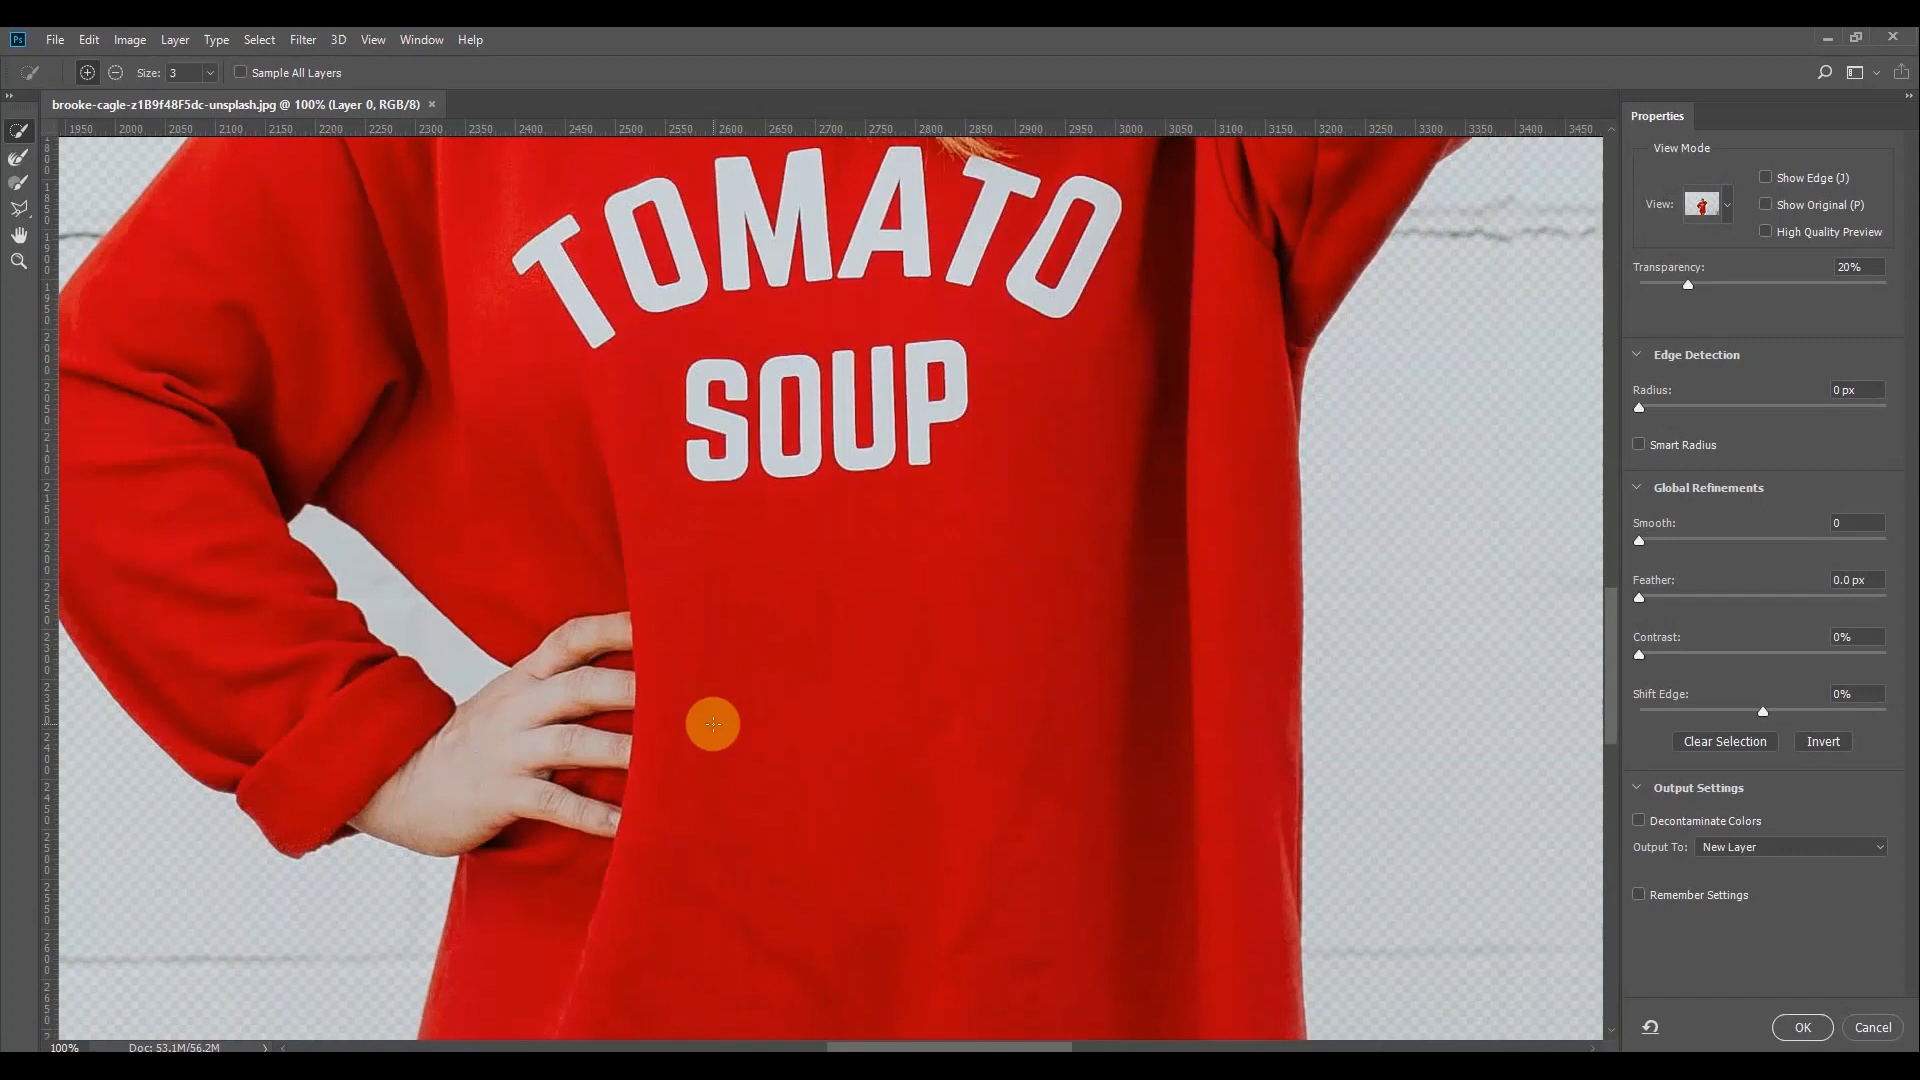 Ps File Edit Image Layer Type Select Filter 3D View Window Help
Size: 3 Sample All Layers
brooke-cagle-z1B9f48F5dc-unsplash.jpg @ 100% (Layer 0, RGB/8) ×
1950 2000 2050 2100 2150 2200 2250 2300 2350 2400 2450 2500 2550 2600 2650 2700 2750 2800 2850 2900 2950 3000 3050 3100 3150 3200 3250 3300 3350 3400 3450
TOMATO
SOUP
Properties
View Mode
View:
Show Edge (J)
Show Original (P)
High Quality Preview
Transparency: 20%
Edge Detection
Radius: 0 px
Smart Radius
Global Refinements
Smooth: 0
Feather: 0.0 px
Contrast: 0%
Shift Edge: 0%
Clear Selection Invert
Output Settings
Decontaminate Colors
Output To: New Layer
Remember Settings
OK Cancel
100% Doc: 53.1M/56.2M